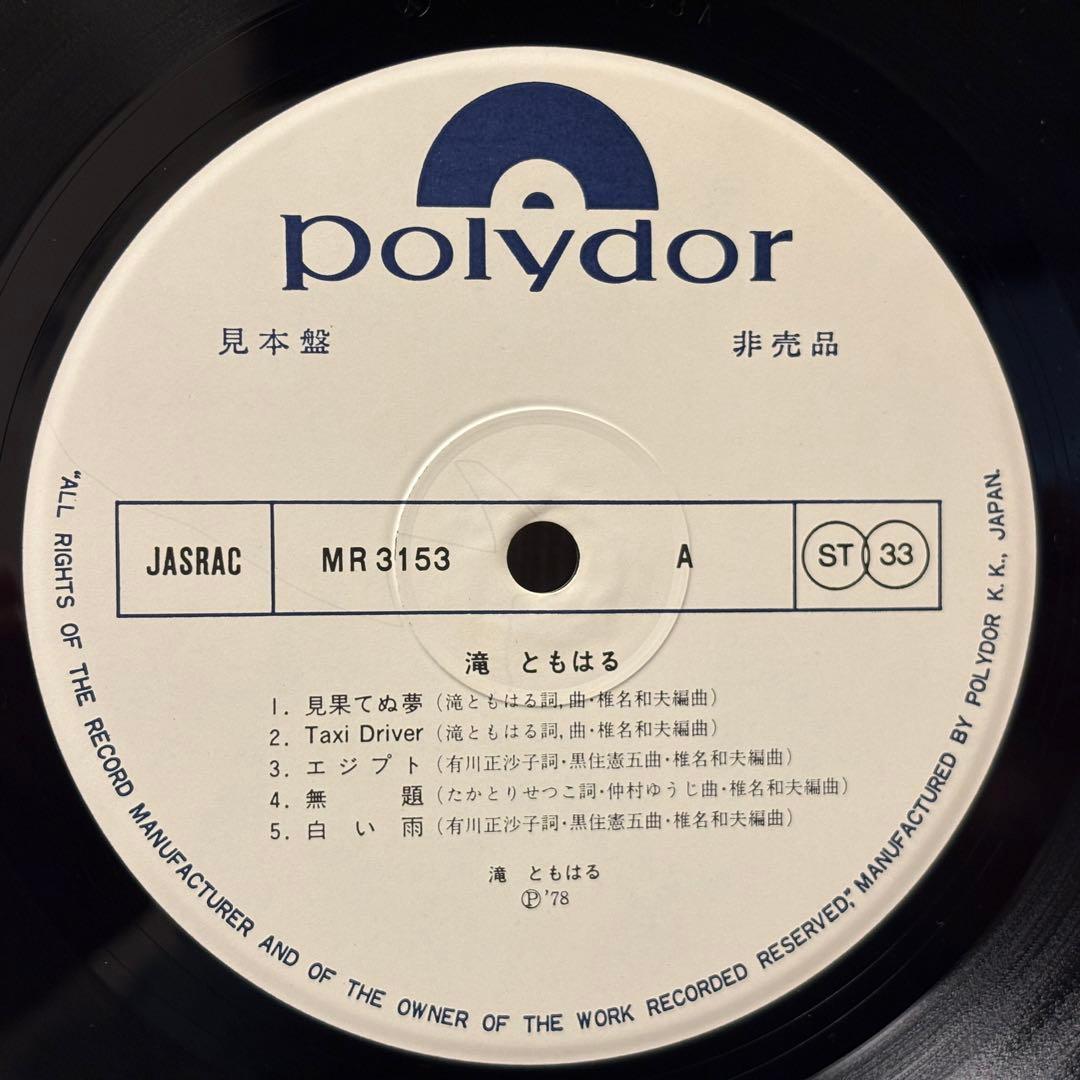 polydor
見本盤
非売品
JASRAC
MR 3153
A
ST 33
滝 ともはる
1. 見果てぬ夢 (滝ともはる詞,曲・椎名和夫編曲)
2. Taxi Driver (滝ともはる詞,曲・椎名和夫編曲)
3. エジプト (有川正沙子詞・黒住憲五曲・椎名和夫編曲)
4. 無 題 (たかとりせつこ詞・仲村ゆうじ曲・椎名和夫編曲)
5. 白い雨 (有川正沙子詞・黒住憲五曲・椎名和夫編曲)
滝 ともはる
Ⓟ'78
"ALL RIGHTS OF THE RECORD MANUFACTURER AND OF THE OWNER OF THE WORK RECORDED RESERVED," MANUFACTURED BY POLYDOR K.K., JAPAN.